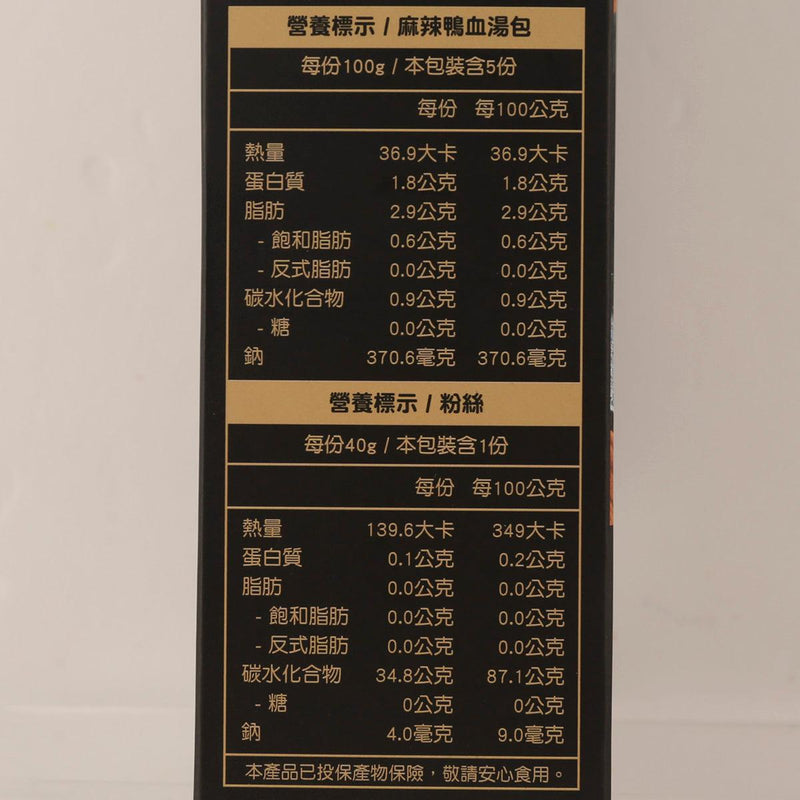 營養標示 / 麻辣鴨血湯包
每份100g / 本包裝含5份
每份 每100公克
熱量 36.9大卡 36.9大卡
蛋白質 1.8公克 1.8公克
脂肪 2.9公克 2.9公克
- 飽和脂肪 0.6公克 0.6公克
- 反式脂肪 0.0公克 0.0公克
碳水化合物 0.9公克 0.9公克
- 糖 0.0公克 0.0公克
鈉 370.6毫克 370.6毫克
營養標示 / 粉絲
每份40g / 本包裝含1份
每份 每100公克
熱量 139.6大卡 349大卡
蛋白質 0.1公克 0.2公克
脂肪 0.0公克 0.0公克
- 飽和脂肪 0.0公克 0.0公克
- 反式脂肪 0.0公克 0.0公克
碳水化合物 34.8公克 87.1公克
- 糖 0公克 0公克
鈉 4.0毫克 9.0毫克
本產品已投保產物保險，敬請安心食用。